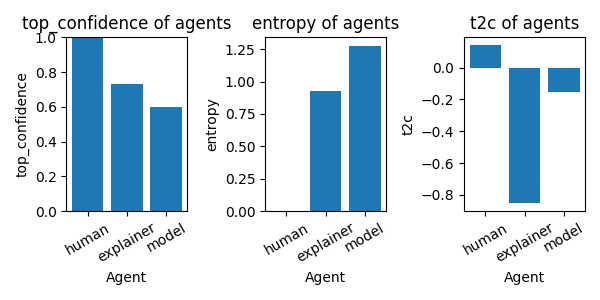 top_confidence of agents
top_confidence
1.0
0.8
0.6
0.4
0.2
0.0
human
explainer
model
Agent
entropy of agents
entropy
1.25
1.00
0.75
0.50
0.25
0.00
human
explainer
model
Agent
t2c of agents
t2c
0.0
−0.2
−0.4
−0.6
−0.8
human
explainer
model
Agent